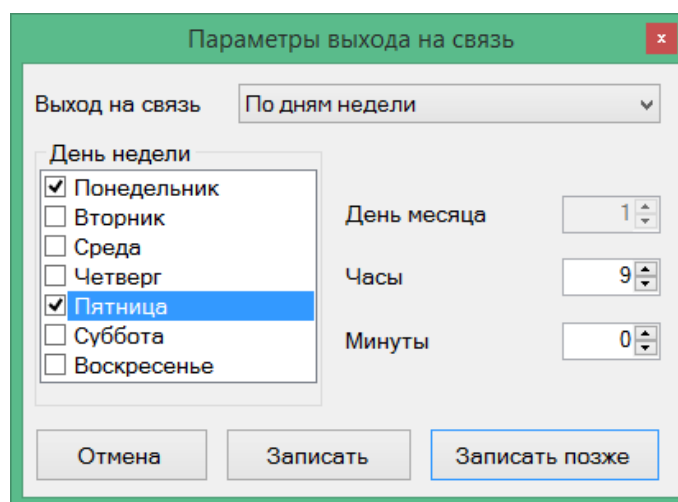 Параметры выхода на связь
x
Выход на связь По дням недели
День недели
Понедельник
Вторник
Среда
Четверг
Пятница
Суббота
Воскресенье
День месяца 1
Часы 9
Минуты 0
Отмена Записать Записать позже